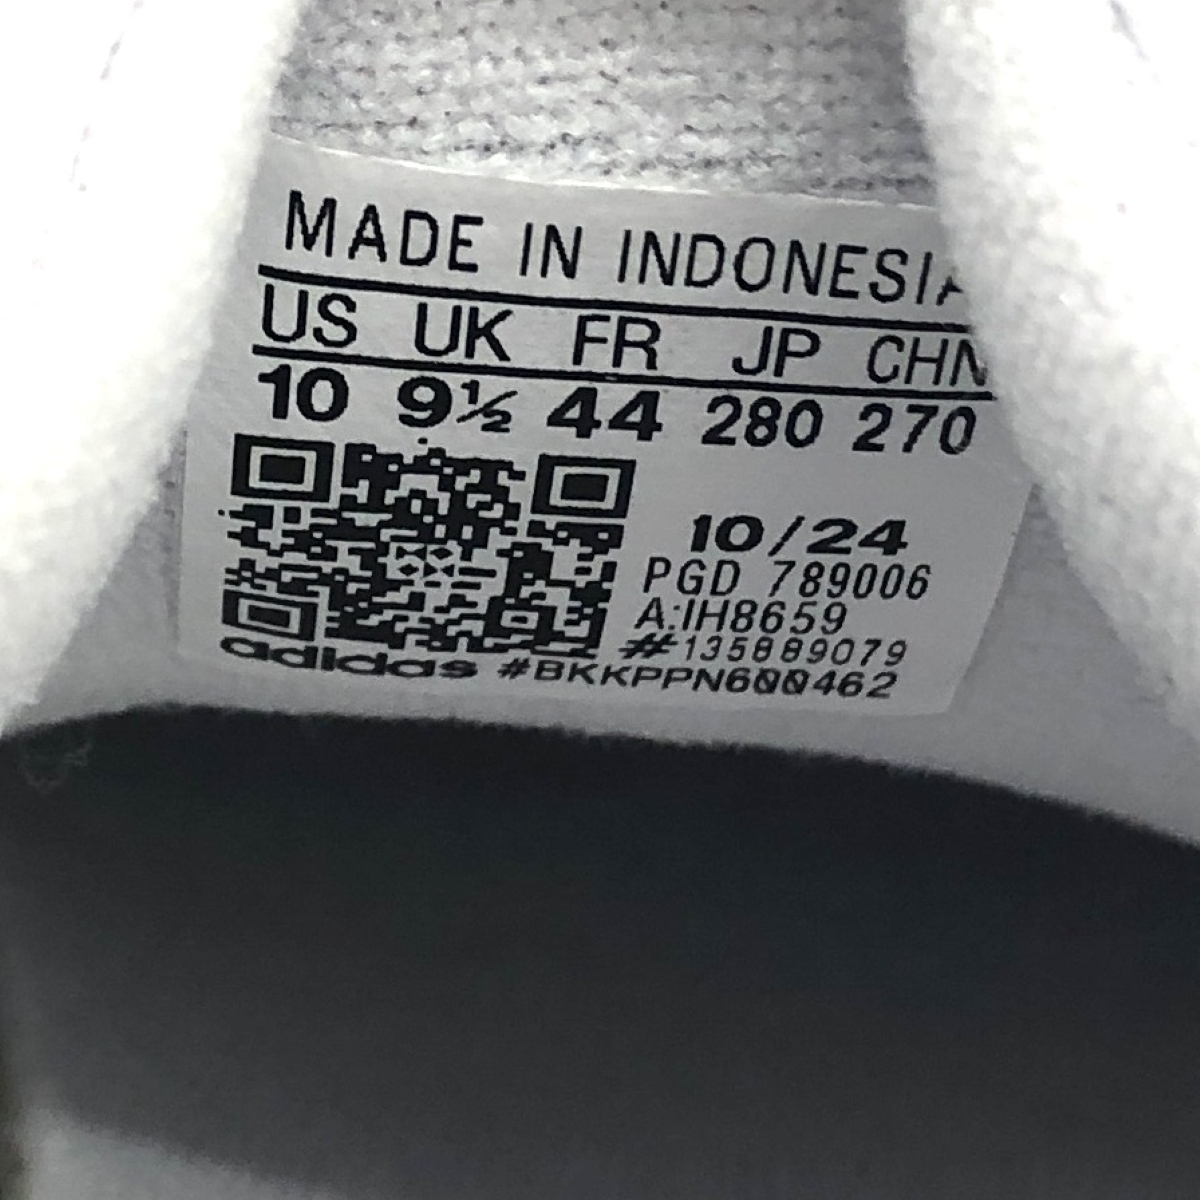 MADE IN INDONESIA
US UK FR JP CHN
10 9½ 44 280 270
10/24
PGD 789006
A:IH8659
#135889079
adidas #BKKPPN600462